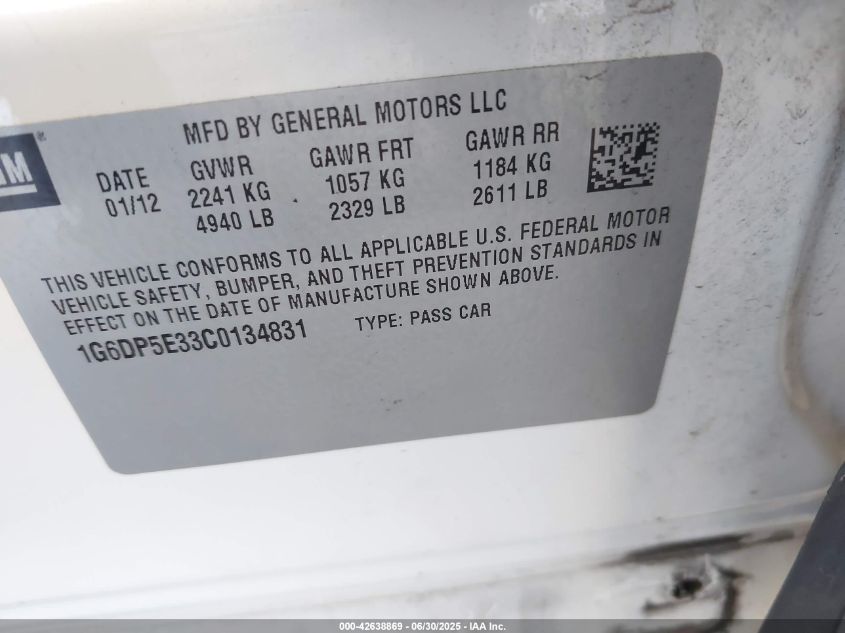 MFD BY GENERAL MOTORS LLC
GM®
DATE GVWR GAWR FRT GAWR RR
01/12 2241 KG 1057 KG 1184 KG
4940 LB 2329 LB 2611 LB
THIS VEHICLE CONFORMS TO ALL APPLICABLE U.S. FEDERAL MOTOR
VEHICLE SAFETY, BUMPER, AND THEFT PREVENTION STANDARDS IN
EFFECT ON THE DATE OF MANUFACTURE SHOWN ABOVE.
1G6DP5E33C0134831 TYPE: PASS CAR
000-42638869 - 06/30/2025 - IAA Inc.